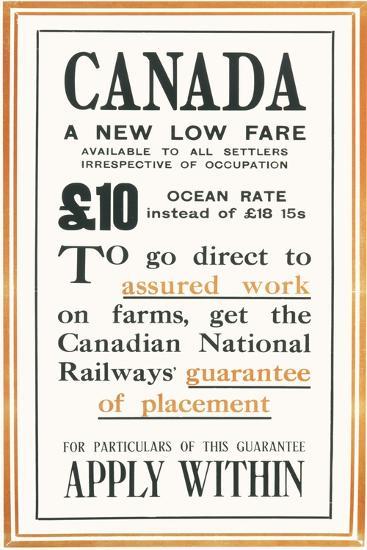 CANADA
A NEW LOW FARE
AVAILABLE TO ALL SETTLERS
IRRESPECTIVE OF OCCUPATION
£10 OCEAN RATE
instead of £18 15s
To go direct to
assured work
on farms, get the
Canadian National
Railways' guarantee
of placement
FOR PARTICULARS OF THIS GUARANTEE
APPLY WITHIN